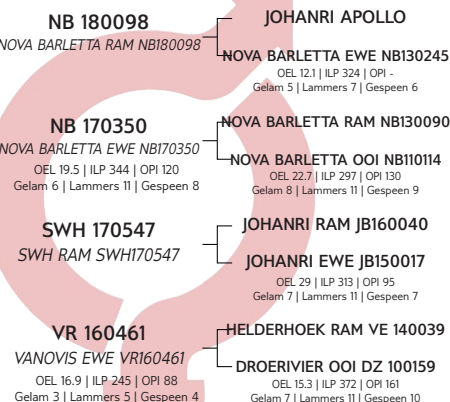 NB 180098
NOVA BARLETTA RAM NB180098
JOHANRI APOLLO
NOVA BARLETTA EWE NB130245
OEL 12.1 | ILP 324 | OPI -
Gelam 5 | Lammers 7 | Gespeen 6
NB 170350
NOVA BARLETTA EWE NB170350
OEL 19.5 | ILP 344 | OPI 120
Gelam 6 | Lammers 11 | Gespeen 8
NOVA BARLETTA RAM NB130090
NOVA BARLETTA OOI NB110114
OEL 22.7 | ILP 297 | OPI 130
Gelam 8 | Lammers 11 | Gespeen 9
SWH 170547
SWH RAM SWH170547
JOHANRI RAM JB160040
JOHANRI EWE JB150017
OEL 29 | ILP 313 | OPI 95
Gelam 7 | Lammers 11 | Gespeen 7
VR 160461
VANOVIS EWE VR160461
OEL 16.9 | ILP 245 | OPI 88
Gelam 3 | Lammers 5 | Gespeen 4
HELDERHOEK RAM VE 140039
DROERIVIER OOI DZ 100159
OEL 15.3 | ILP 372 | OPI 161
Gelam 7 | Lammers 11 | Gespeen 10